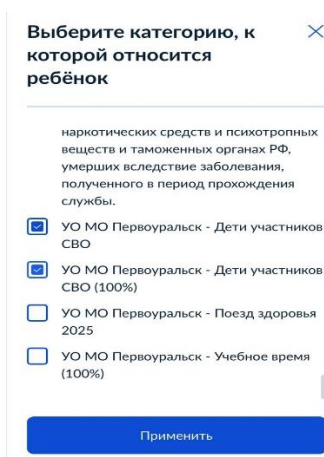 Выберите категорию, к
которой относится
ребёнок
наркотических средств и психотропных
веществ и таможенных органах РФ,
умерших вследствие заболевания,
полученного в период прохождения
службы.
УО МО Первоуральск - Дети участников
СВО
УО МО Первоуральск - Дети участников
СВО (100%)
УО МО Первоуральск - Поезд здоровья
2025
УО МО Первоуральск - Учебное время
(100%)
Применить